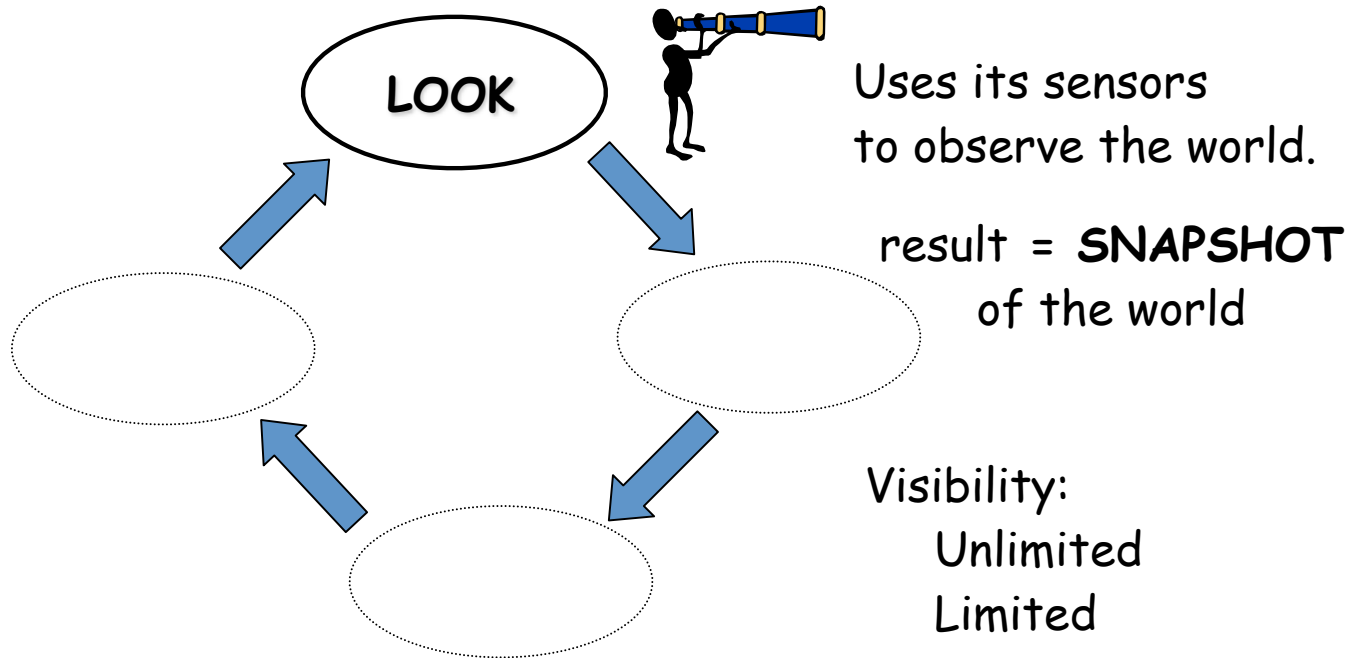 LOOK
Uses its sensors
to observe the world.
result = SNAPSHOT
of the world
Visibility:
Unlimited
Limited